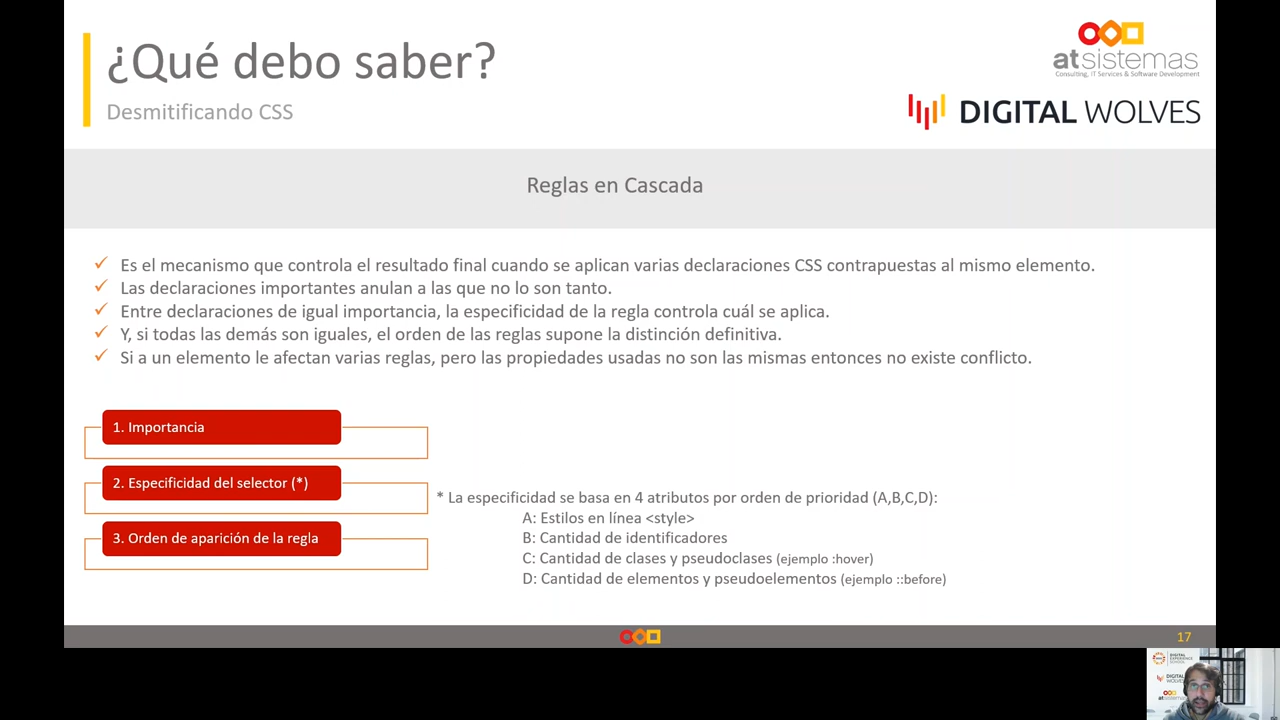 ¿Qué debo saber?
Desmitificando CSS
atsistemas
Consulting, IT Services & Software Development
DIGITAL WOLVES
Reglas en Cascada
✓ Es el mecanismo que controla el resultado final cuando se aplican varias declaraciones CSS contrapuestas al mismo elemento.
✓ Las declaraciones importantes anulan a las que no lo son tanto.
✓ Entre declaraciones de igual importancia, la especificidad de la regla controla cuál se aplica.
✓ Y, si todas las demás son iguales, el orden de las reglas supone la distinción definitiva.
✓ Si a un elemento le afectan varias reglas, pero las propiedades usadas no son las mismas entonces no existe conflicto.
1. Importancia
2. Especificidad del selector (*)
3. Orden de aparición de la regla
* La especificidad se basa en 4 atributos por orden de prioridad (A,B,C,D):
A: Estilos en línea <style>
B: Cantidad de identificadores
C: Cantidad de clases y pseudoclases (ejemplo :hover)
D: Cantidad de elementos y pseudoelementos (ejemplo ::before)
17
DIGITAL
EXPERIENCE
SCHOOL
DIGITAL
WOLVES
atsistemas